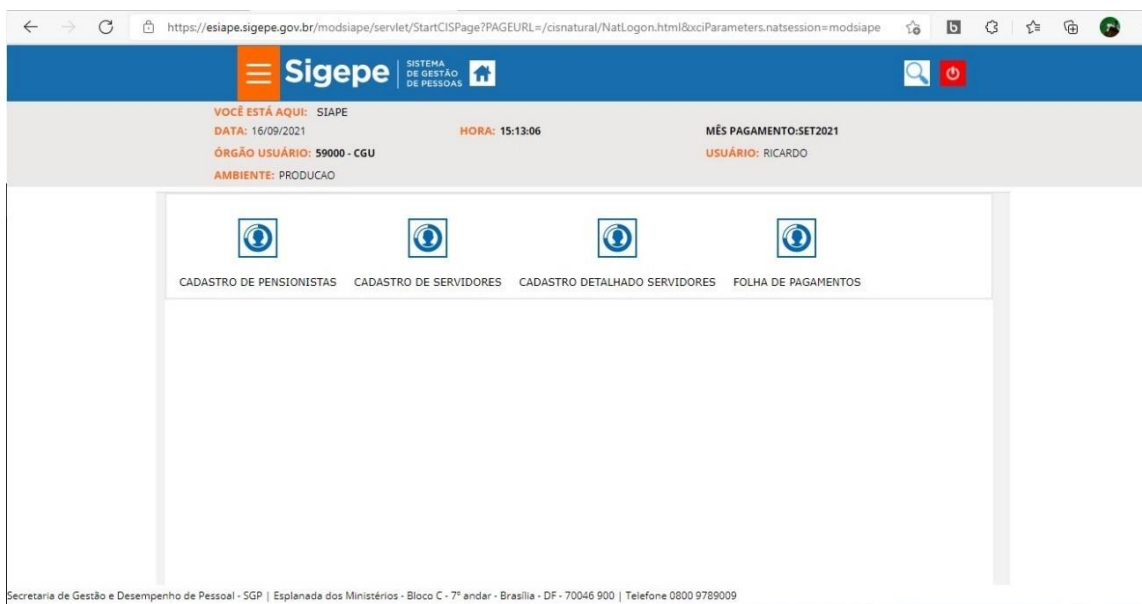 https://esiape.sigepe.gov.br/modsiape/servlet/StartCISPage?PAGEURL=/cisnatural/NatLogon.html&xciParameters.natsession=modsiape
Sigepe SISTEMA
DE GESTÃO
DE PESSOAS
VOCÊ ESTÁ AQUI: SIAPE
DATA: 16/09/2021 HORA: 15:13:06 MÊS PAGAMENTO:SET2021
ÓRGÃO USUÁRIO: 59000 - CGU USUÁRIO: RICARDO
AMBIENTE: PRODUCAO
CADASTRO DE PENSIONISTAS CADASTRO DE SERVIDORES CADASTRO DETALHADO SERVIDORES FOLHA DE PAGAMENTOS
Secretaria de Gestão e Desempenho de Pessoal - SGP | Esplanada dos Ministérios - Bloco C - 7º andar - Brasília - DF - 70046 900 | Telefone 0800 9789009